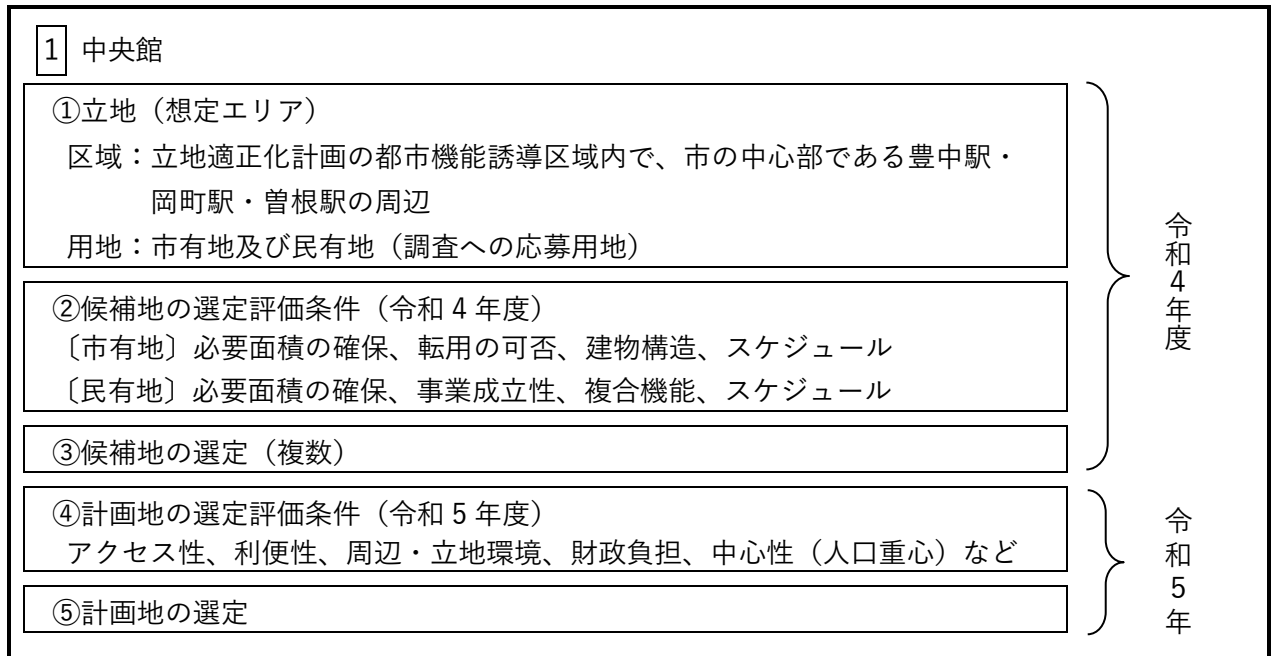 1 中央館
①立地（想定エリア）
区域：立地適正化計画の都市機能誘導区域内で、市の中心部である豊中駅・
岡町駅・曽根駅の周辺
用地：市有地及び民有地（調査への応募用地）
②候補地の選定評価条件（令和 4 年度）
〔市有地〕必要面積の確保、転用の可否、建物構造、スケジュール
〔民有地〕必要面積の確保、事業成立性、複合機能、スケジュール
③候補地の選定（複数）
令和4年度
④計画地の選定評価条件（令和 5 年度）
アクセス性、利便性、周辺・立地環境、財政負担、中心性（人口重心）など
⑤計画地の選定
令和5年